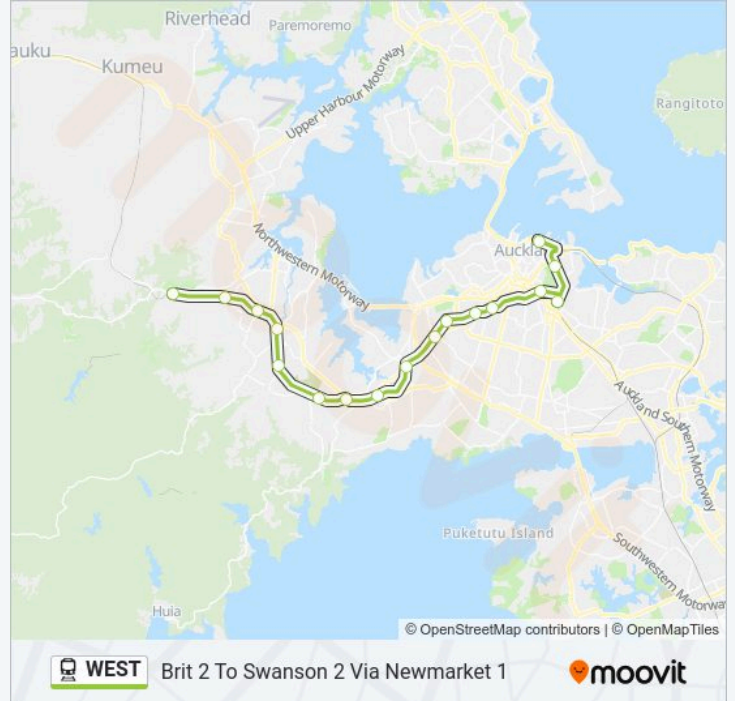 Riverhead
Paremoremo
auku
Kumeu
Upper Harbour Motorway
Rangitoto
Northwestern Motorway
Auckla
Auckland Southern Motorway
Puketutu Island
Southwestern Motorway
Huia
© OpenStreetMap contributors | © OpenMapTiles
WEST Brit 2 To Swanson 2 Via Newmarket 1 moovit